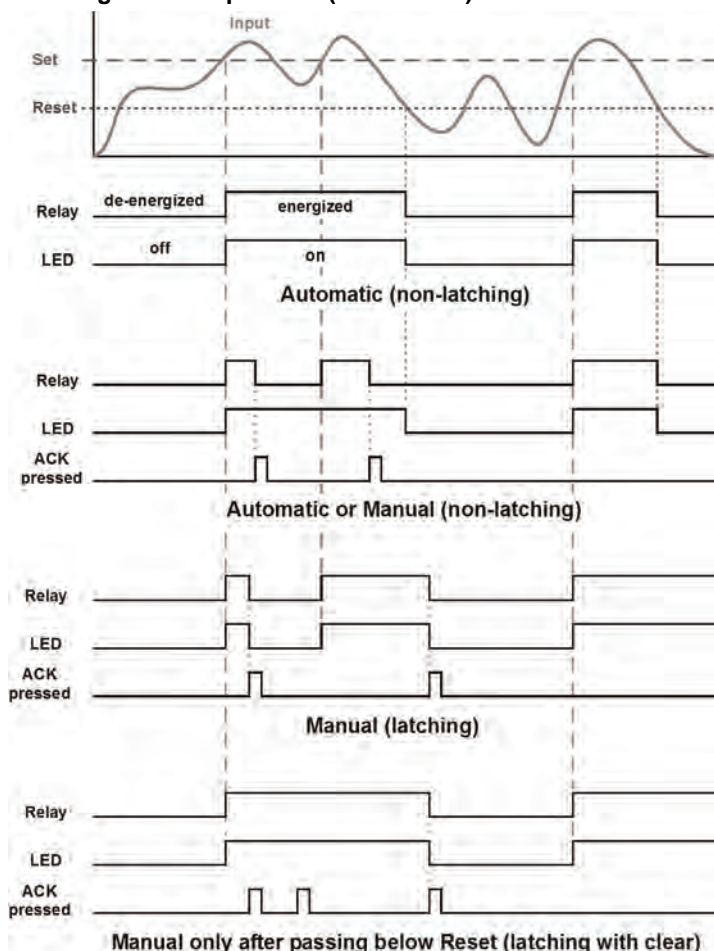 Input
Set
Reset
Relay de-energized energized
LED off on
Automatic (non-latching)
Relay
LED
ACK
pressed
Automatic or Manual (non-latching)
Relay
LED
ACK
pressed
Manual (latching)
Relay
LED
ACK
pressed
Manual only after passing below Reset (latching with clear)